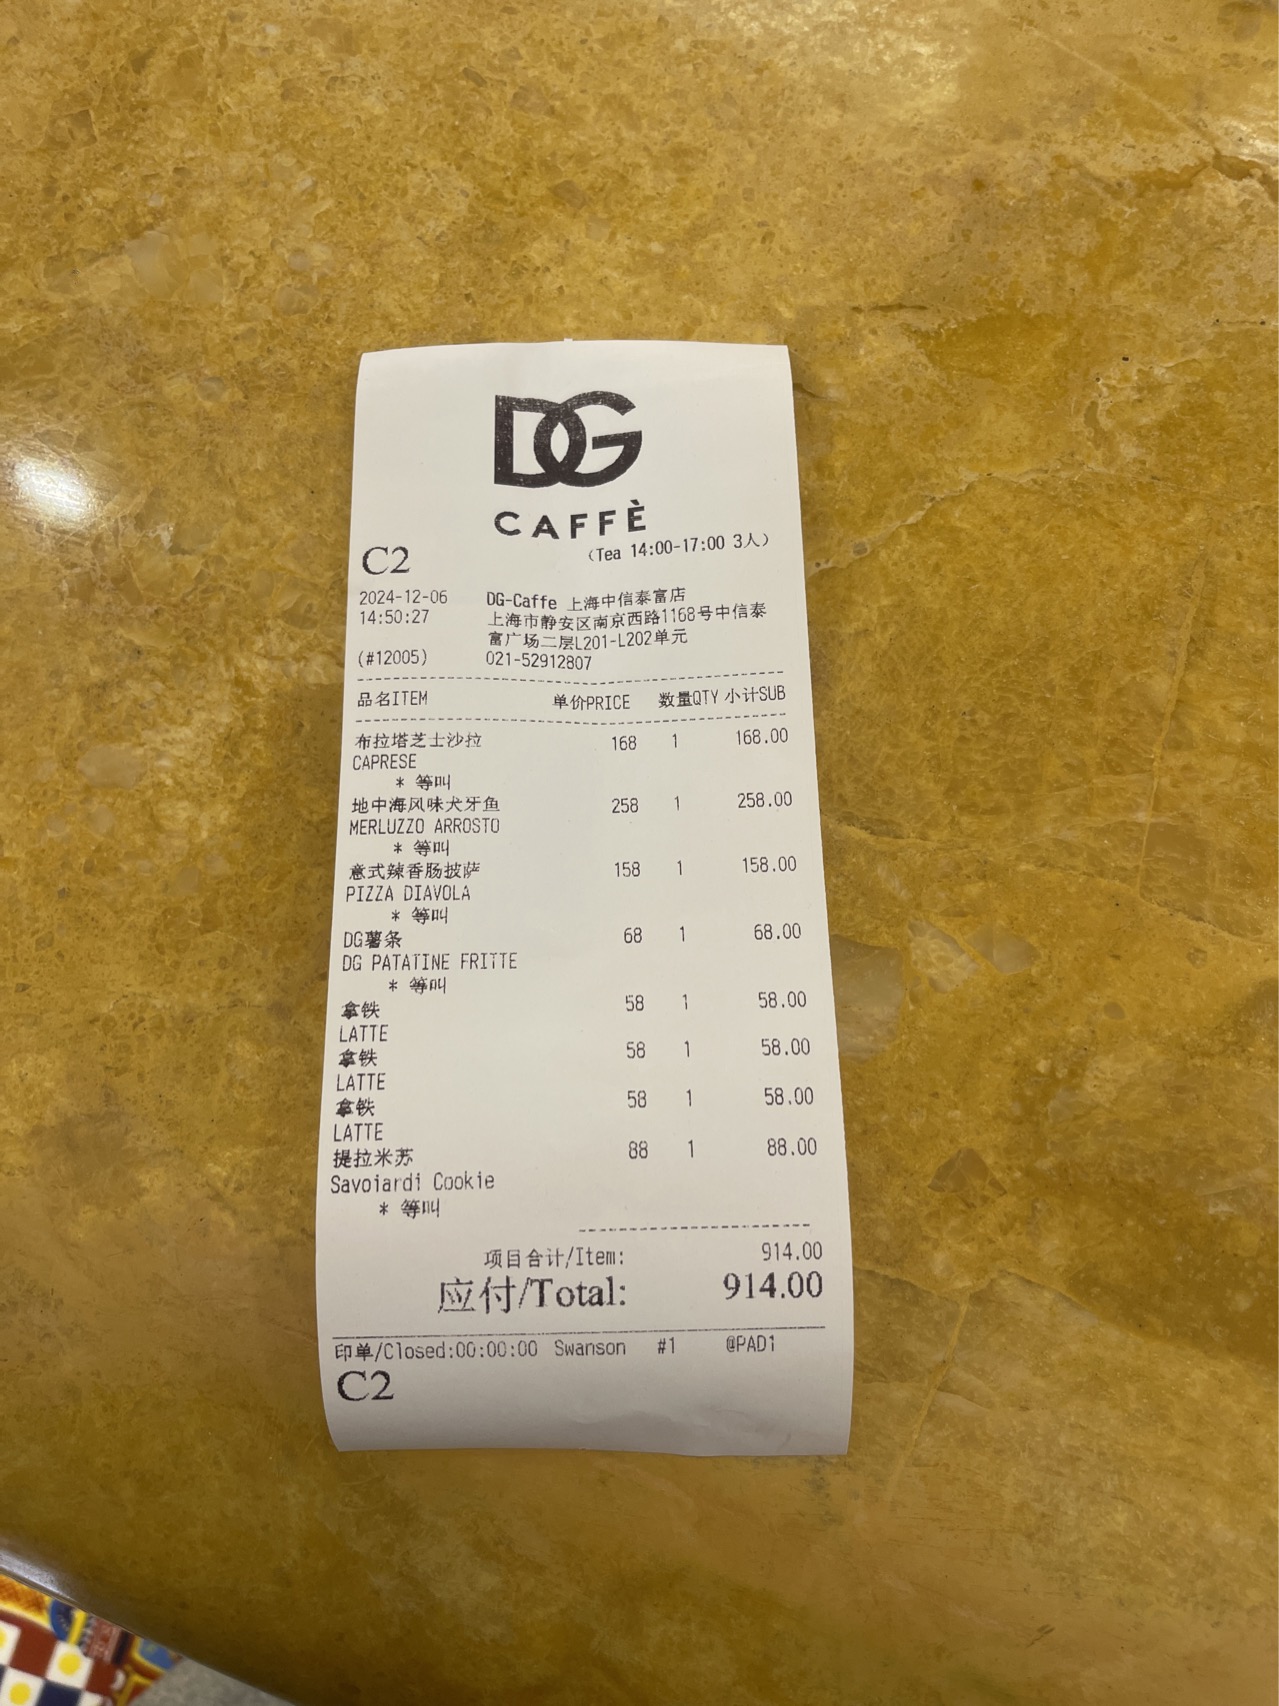 DG
CAFFÈ
(Tea 14:00-17:00 3人)
C2
2024-12-06 DG-Caffe 上海中信泰富店
14:50:27 上海市静安区南京西路1168号中信泰
富广场二层L201-L202单元
(#12005) 021-52912807
品名ITEM 单价PRICE 数量QTY 小计SUB
布拉塔芝士沙拉 168 1 168.00
CAPRESE
* 等叫
地中海风味犬牙鱼 258 1 258.00
MERLUZZO ARROSTO
* 等叫
意式辣香肠披萨 158 1 158.00
PIZZA DIAVOLA
* 等叫
DG薯条 68 1 68.00
DG PATATINE FRITTE
* 等叫
拿铁 58 1 58.00
LATTE
拿铁 58 1 58.00
LATTE
拿铁 58 1 58.00
LATTE
提拉米苏 88 1 88.00
Savoiardi Cookie
* 等叫
项目合计/Item: 914.00
应付/Total: 914.00
印单/Closed:00:00:00 Swanson #1 @PAD1
C2